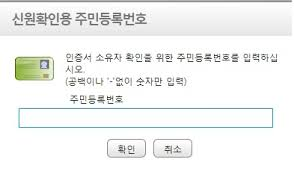 신원확인용 주민등록번호
인증서 소유자 확인을 위한 주민등록번호를 입력하십
시오.
(공백이나 '-'없이 숫자만 입력)
주민등록번호
확인 취소